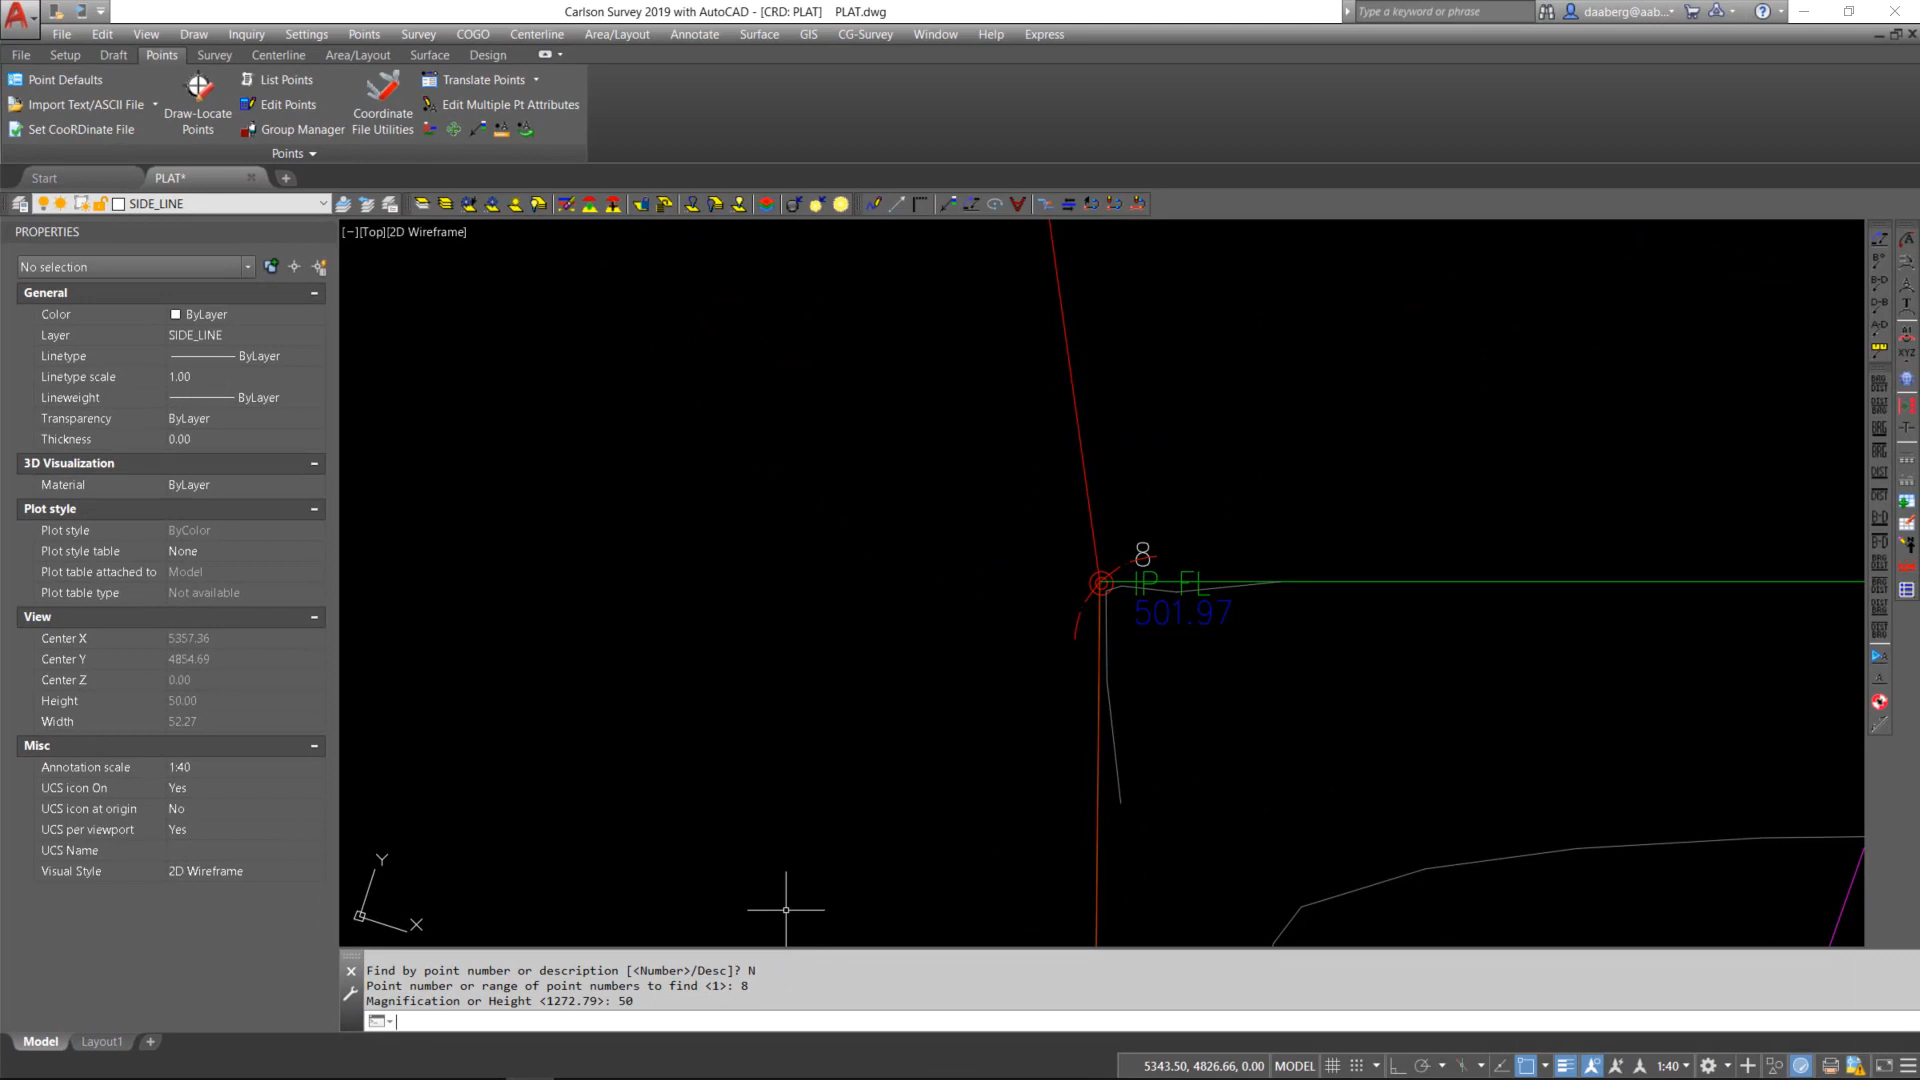 Carlson Survey 2019 with AutoCAD - [CRD: PLAT]    PLAT.dwg
Type a keyword or phrase
daaberg@aab...
File Edit View Draw Inquiry Settings Points Survey COGO Centerline Area/Layout Annotate Surface GIS CG-Survey Window Help Express
File Setup Draft Points Survey Centerline Area/Layout Surface Design
Point Defaults
Import Text/ASCII File
Set CooRDinate File
Draw-Locate
Points
List Points
Edit Points
Group Manager
Coordinate
File Utilities
Translate Points
Edit Multiple Pt Attributes
Points
Start
PLAT*
SIDE_LINE
PROPERTIES
No selection
General
Color ByLayer
Layer SIDE_LINE
Linetype ByLayer
Linetype scale 1.00
Lineweight ByLayer
Transparency ByLayer
Thickness 0.00
3D Visualization
Material ByLayer
Plot style
Plot style ByColor
Plot style table None
Plot table attached to Model
Plot table type Not available
View
Center X 5357.36
Center Y 4854.69
Center Z 0.00
Height 50.00
Width 52.27
Misc
Annotation scale 1:40
UCS icon On Yes
UCS icon at origin No
UCS per viewport Yes
UCS Name
Visual Style 2D Wireframe
[−][Top][2D Wireframe]
8
IP FL
501.97
Y
X
Find by point number or description [<Number>/Desc]? N
Point number or range of point numbers to find <1>: 8
Magnification or Height <1272.79>: 50
Model
Layout1
5343.50, 4826.66, 0.00 MODEL
1:40